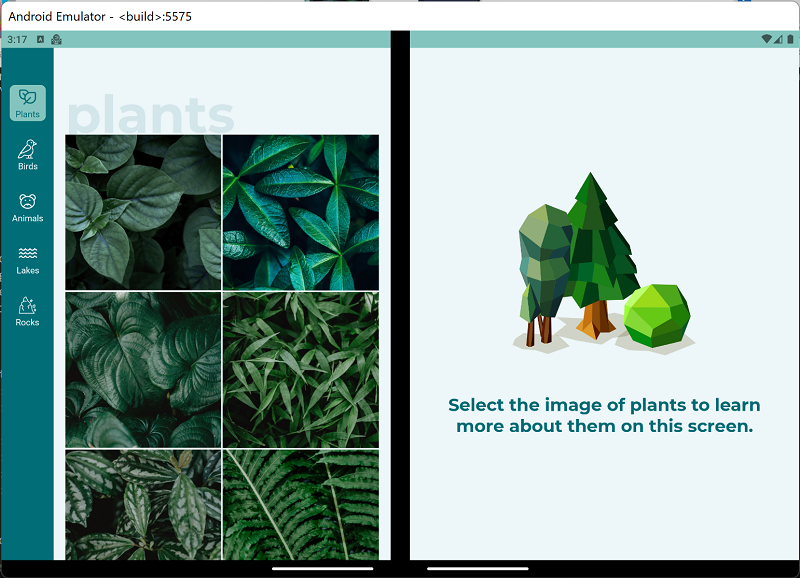 Android Emulator - <build>:5575
3:17
Plants
Birds
Animals
Lakes
Rocks
plants
Select the image of plants to learn
more about them on this screen.